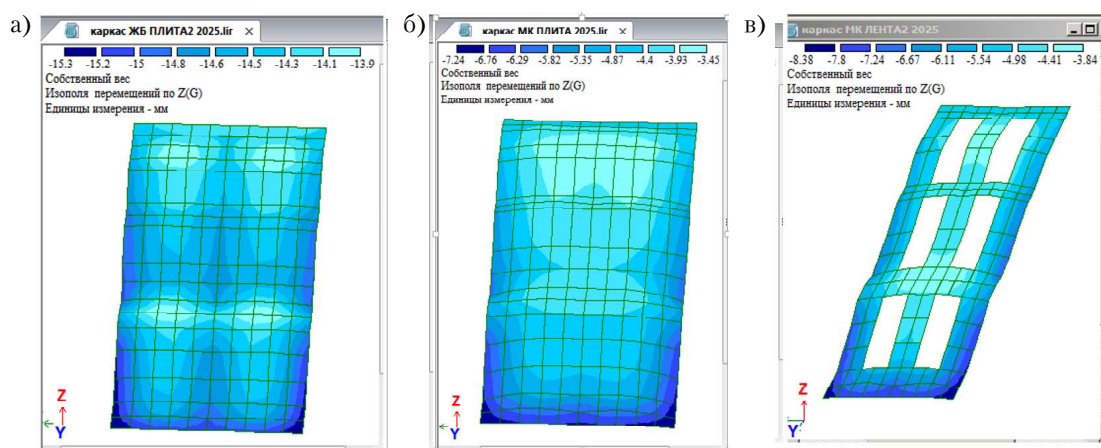 а)
каркас ЖБ ПЛИТА2 2025.lir
-15.3 -15.2 -15 -14.8 -14.6 -14.5 -14.3 -14.1 -13.9
Собственный вес
Изополя перемещений по Z(G)
Единицы измерения - мм
Z
Y
б)
каркас МК ПЛИТА 2025.lir
-7.24 -6.76 -6.29 -5.82 -5.35 -4.87 -4.4 -3.93 -3.45
Собственный вес
Изополя перемещений по Z(G)
Единицы измерения - мм
Z
Y
в)
каркас МК ЛЕНТА2 2025
-8.38 -7.8 -7.24 -6.67 -6.11 -5.54 -4.98 -4.41 -3.84
Собственный вес
Изополя перемещений по Z(G)
Единицы измерения - мм
Z
Y